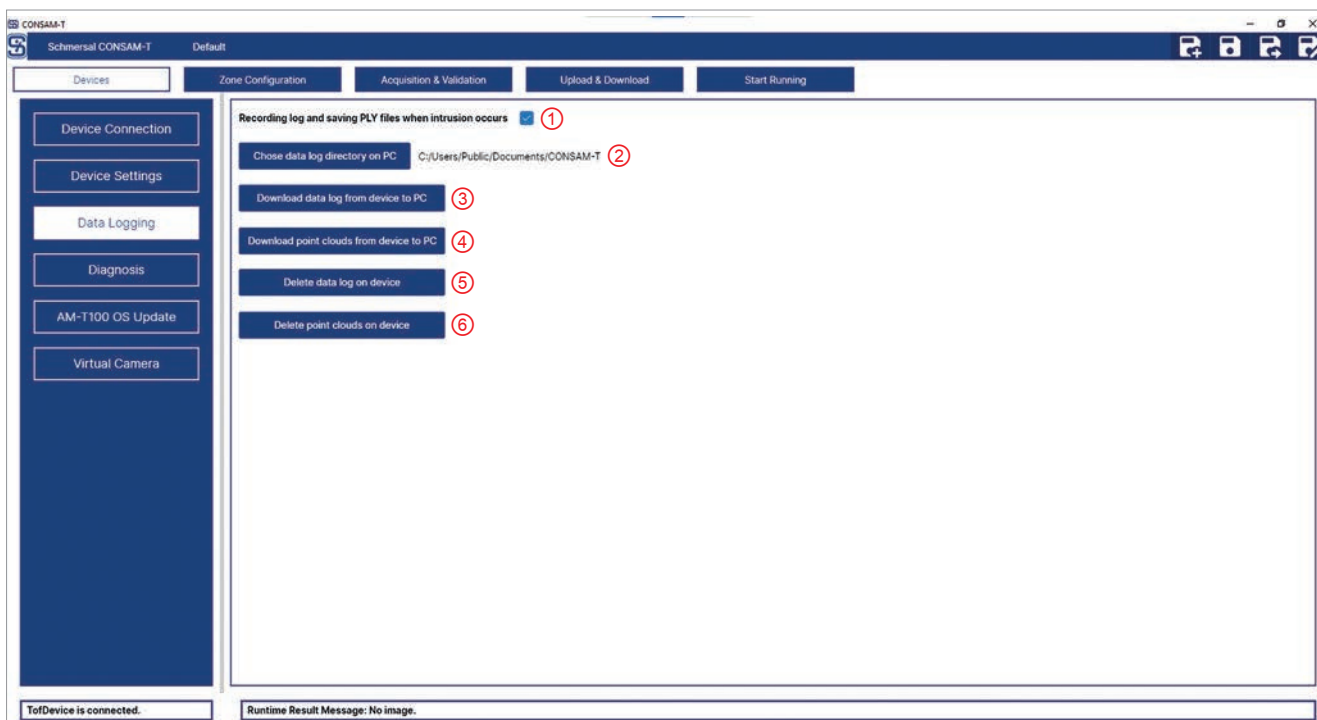 CONSAM-T
Schmersal CONSAM-T Default
Devices Zone Configuration Acquisition & Validation Upload & Download Start Running
Device Connection
Device Settings
Data Logging
Diagnosis
AM-T100 OS Update
Virtual Camera
Recording log and saving PLY files when intrusion occurs ①
Chose data log directory on PC C:/Users/Public/Documents/CONSAM-T ②
Download data log from device to PC ③
Download point clouds from device to PC ④
Delete data log on device ⑤
Delete point clouds on device ⑥
TofDevice is connected. Runtime Result Message: No image.